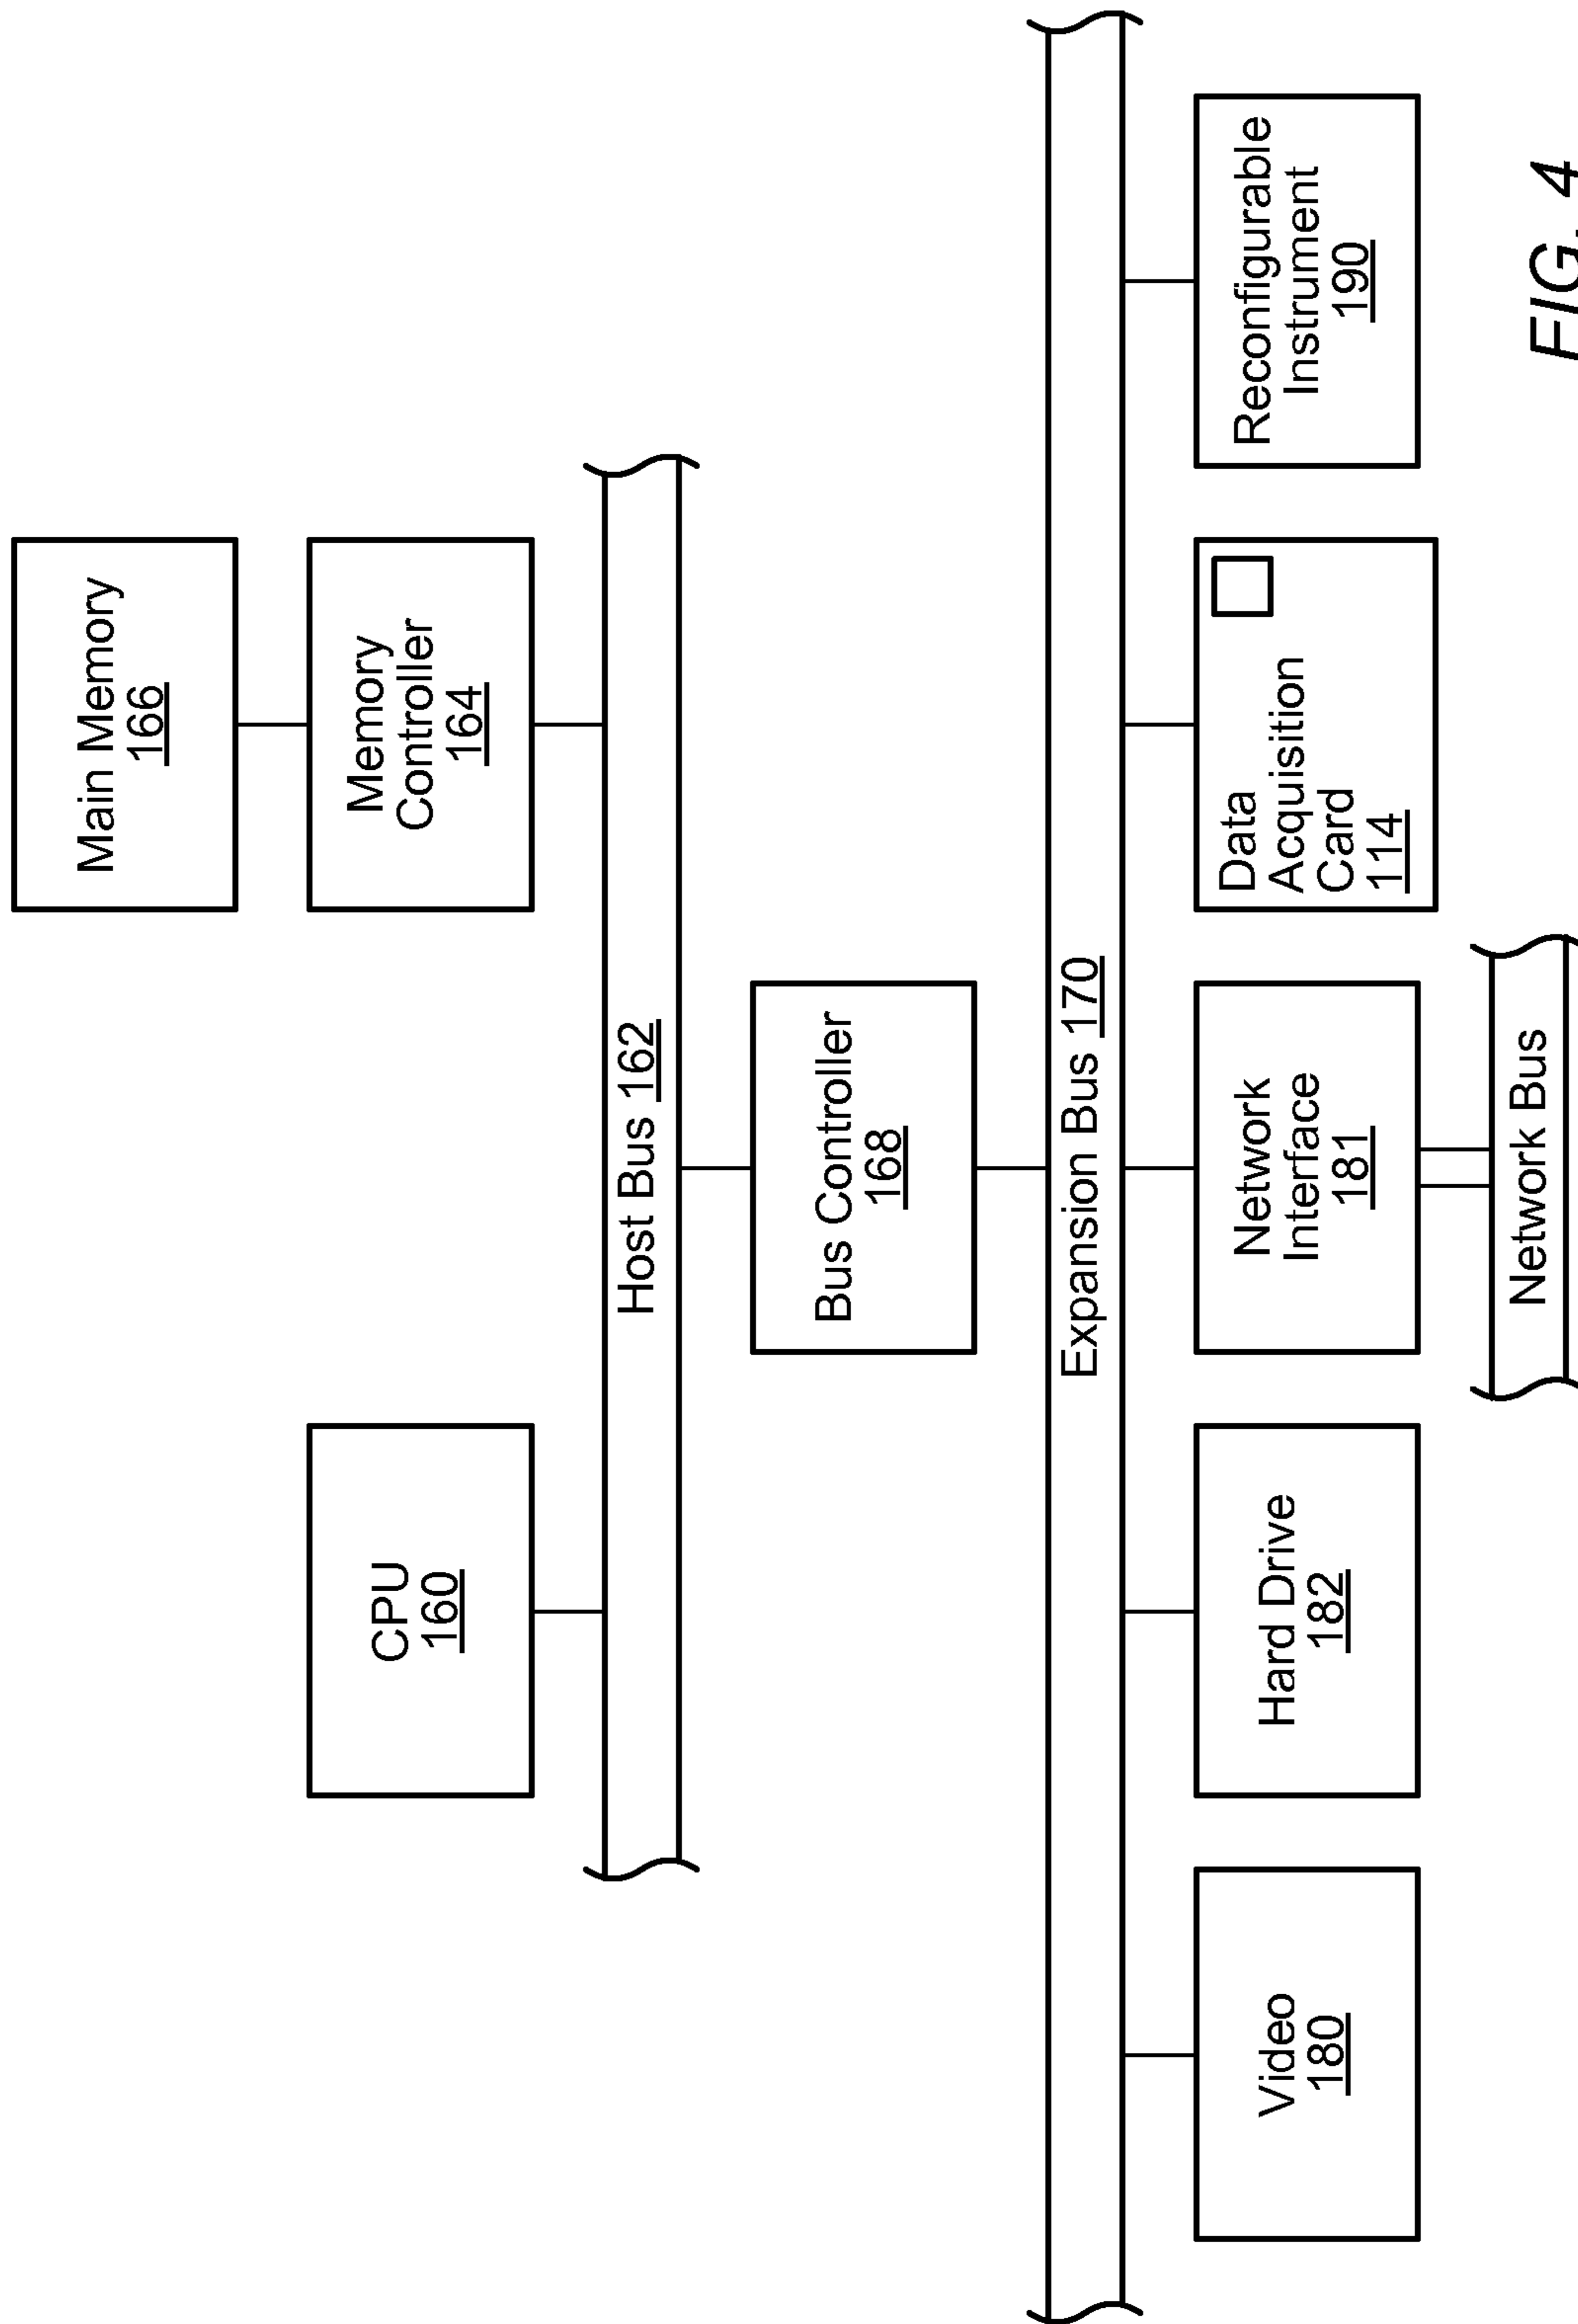 Main Memory
166
CPU
160
Memory
Controller
164
Host Bus 162
Bus Controller
168
Expansion Bus 170
Video
180
Hard Drive
182
Network
Interface
181
Data
Acquisition
Card
114
Reconfigurable
Instrument
190
Network Bus
FIG. 4